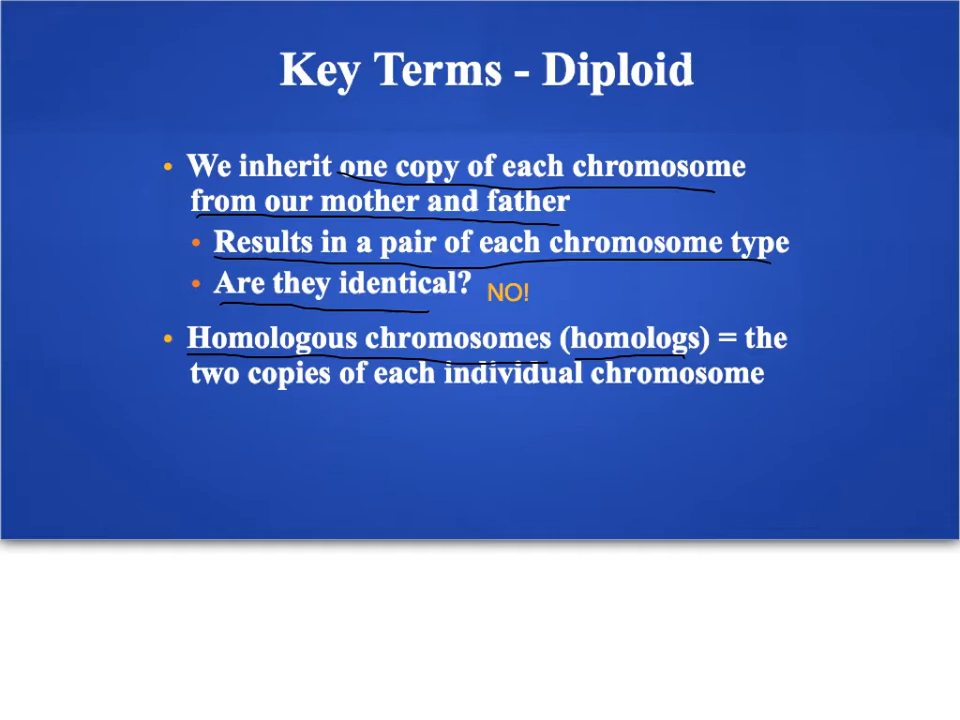 Key Terms - Diploid
• We inherit one copy of each chromosome
from our mother and father
• Results in a pair of each chromosome type
• Are they identical? NO!
• Homologous chromosomes (homologs) = the
two copies of each individual chromosome